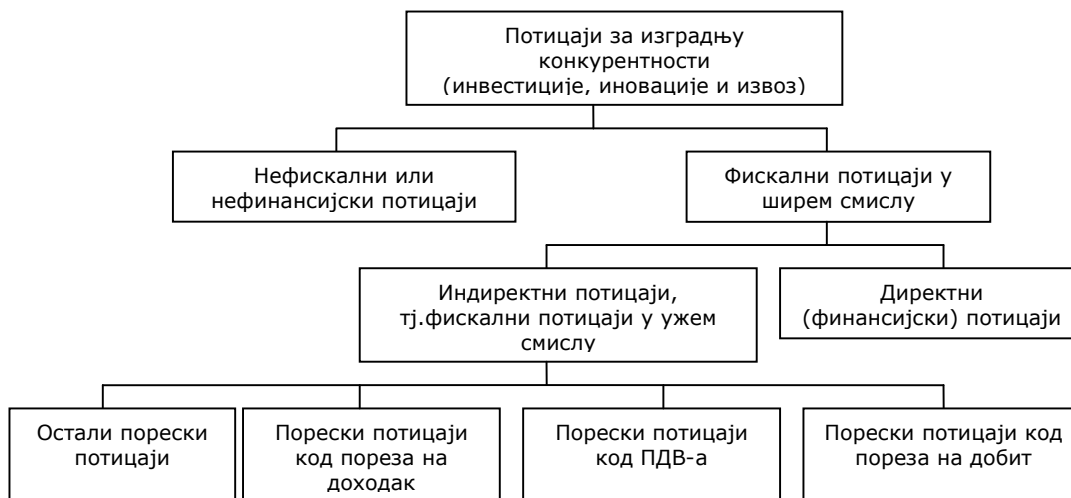 Потицаји за изградњу
конкурентности
(инвестиције, иновације и извоз)
Нефискални или
нефинансијски потицаји
Фискални потицаји у
ширем смислу
Индиректни потицаји,
тј.фискални потицаји у ужем
смислу
Директни
(финансијски) потицаји
Остали порески
потицаји
Порески потицаји
код пореза на
доходак
Порески потицаји
код ПДВ-а
Порески потицаји код
пореза на добит